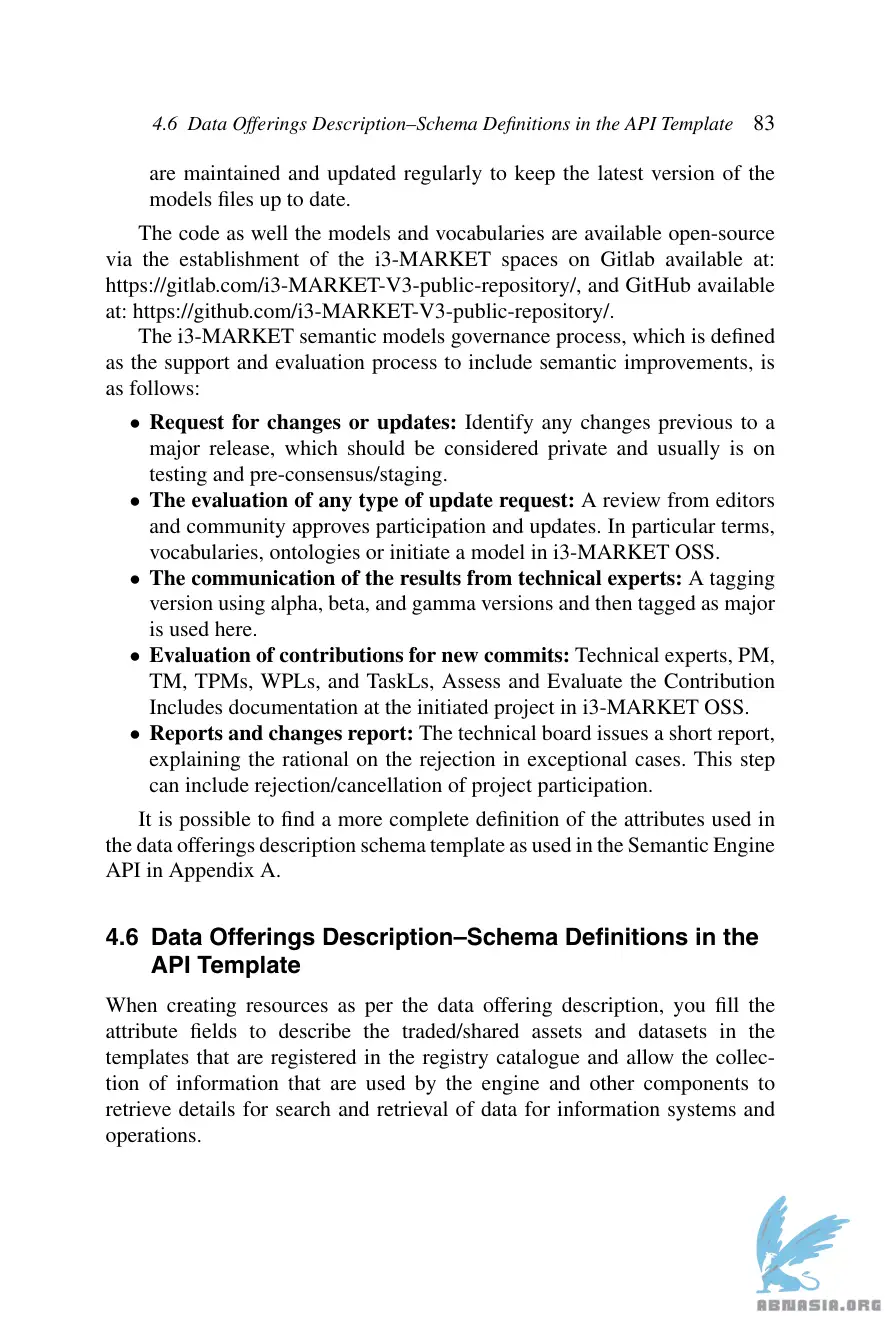 4.6 Data Offerings Description–Schema Definitions in the API Template 83
are maintained and updated regularly to keep the latest version of the
models files up to date.
The code as well the models and vocabularies are available open-source
via the establishment of the i3-MARKET spaces on Gitlab available at:
https://gitlab.com/i3-MARKET-V3-public-repository/, and GitHub available
at: https://github.com/i3-MARKET-V3-public-repository/.
The i3-MARKET semantic models governance process, which is defined
as the support and evaluation process to include semantic improvements, is
as follows:
• Request for changes or updates: Identify any changes previous to a
major release, which should be considered private and usually is on
testing and pre-consensus/staging.
• The evaluation of any type of update request: A review from editors
and community approves participation and updates. In particular terms,
vocabularies, ontologies or initiate a model in i3-MARKET OSS.
• The communication of the results from technical experts: A tagging
version using alpha, beta, and gamma versions and then tagged as major
is used here.
• Evaluation of contributions for new commits: Technical experts, PM,
TM, TPMs, WPLs, and TaskLs, Assess and Evaluate the Contribution
Includes documentation at the initiated project in i3-MARKET OSS.
• Reports and changes report: The technical board issues a short report,
explaining the rational on the rejection in exceptional cases. This step
can include rejection/cancellation of project participation.
It is possible to find a more complete definition of the attributes used in
the data offerings description schema template as used in the Semantic Engine
API in Appendix A.
4.6 Data Offerings Description–Schema Definitions in the
API Template
When creating resources as per the data offering description, you fill the
attribute fields to describe the traded/shared assets and datasets in the
templates that are registered in the registry catalogue and allow the collec-
tion of information that are used by the engine and other components to
retrieve details for search and retrieval of data for information systems and
operations.
ABNASIA.ORG